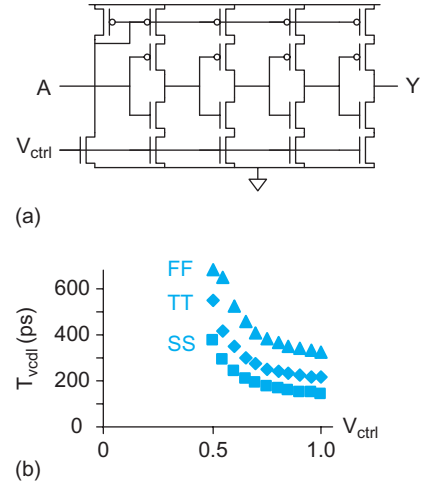 A
Y
Vctrl
(a)
FF
TT
SS
600
400
200
0
Tvcdl (ps)
0
0.5
1.0
Vctrl
(b)